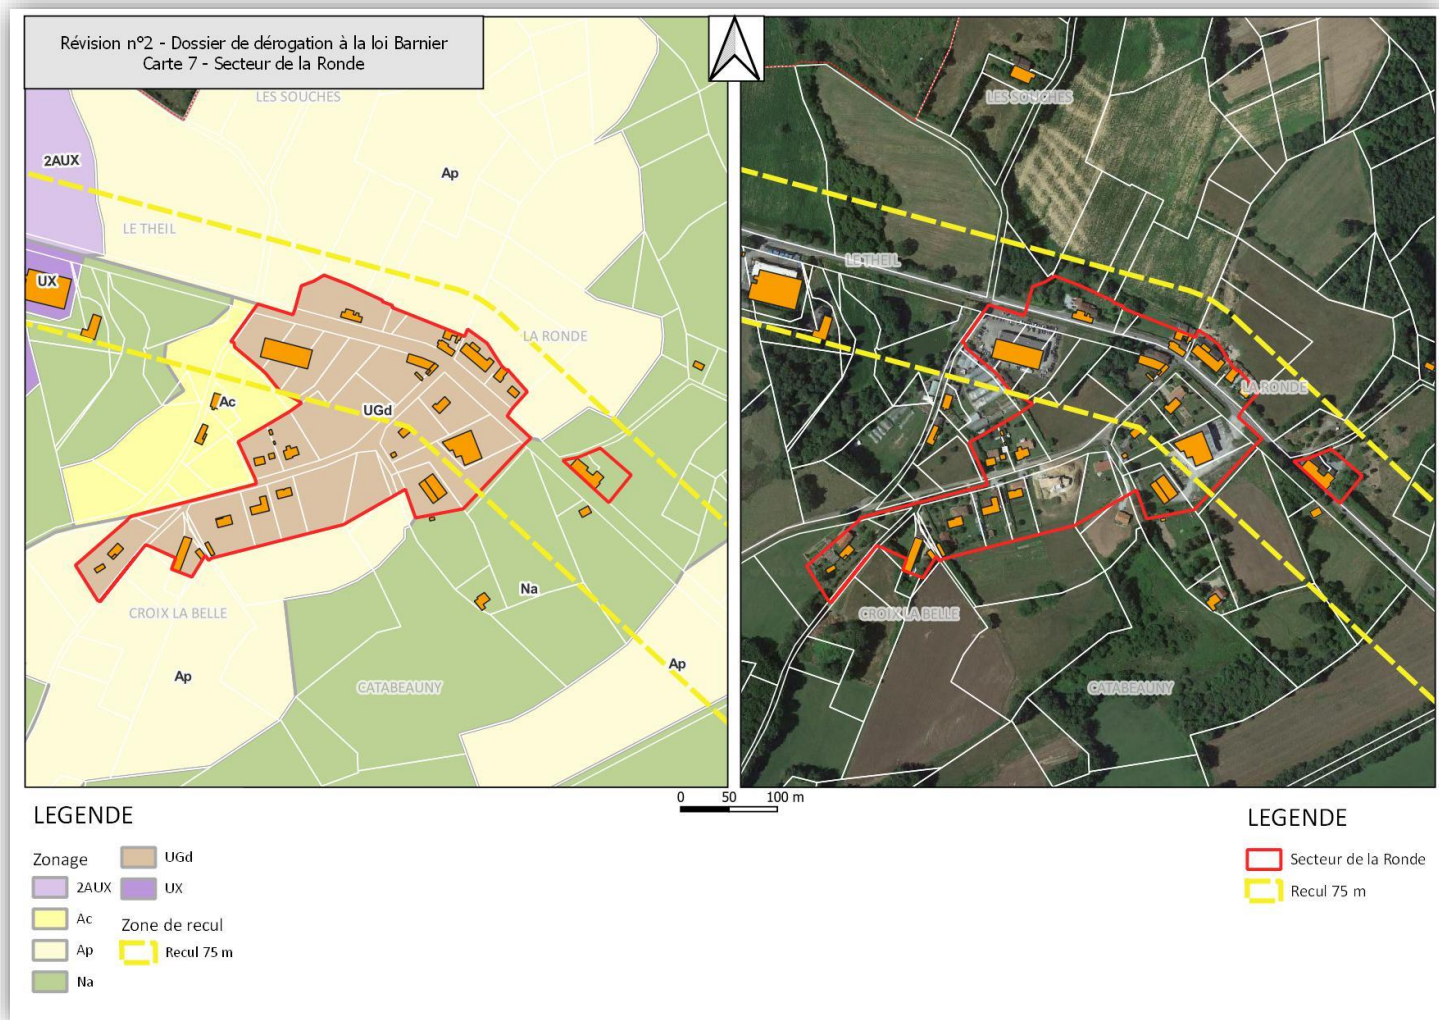 Révision n°2 - Dossier de dérogation à la loi Barnier
Carte 7 - Secteur de la Ronde
LES SOUCHES
2AUX
Ap
LE THEIL
UX
LA RONDE
Ac
UGd
Na
CROIX LA BELLE
Ap
Ap
CATABEAUNY
LES SOUCHES
LE THEIL
LA RONDE
CROIX LA BELLE
CATABEAUNY
0 50 100 m
LEGENDE
Zonage
2AUX
Ac
Ap
Na
UGd
UX
Zone de recul
Recul 75 m
LEGENDE
Secteur de la Ronde
Recul 75 m